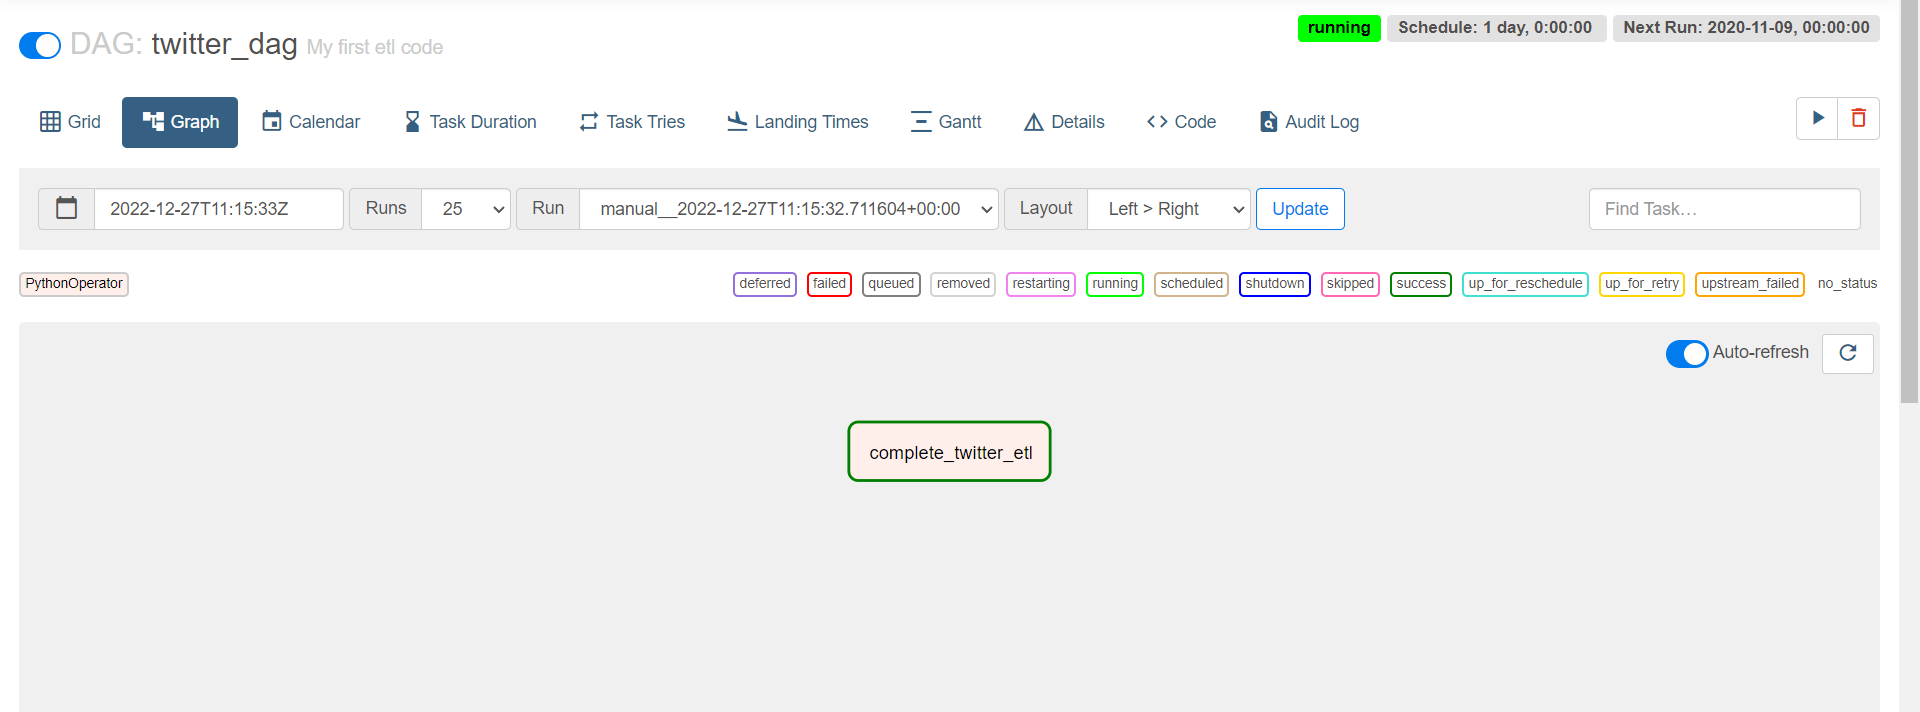 DAG: twitter_dag My first etl code
running Schedule: 1 day, 0:00:00 Next Run: 2020-11-09, 00:00:00
Grid Graph Calendar Task Duration Task Tries Landing Times Gantt Details Code Audit Log
2022-12-27T11:15:33Z Runs 25 Run manual__2022-12-27T11:15:32.711604+00:00 Layout Left > Right Update Find Task…
PythonOperator deferred failed queued removed restarting running scheduled shutdown skipped success up_for_reschedule up_for_retry upstream_failed no_status
Auto-refresh
complete_twitter_etl